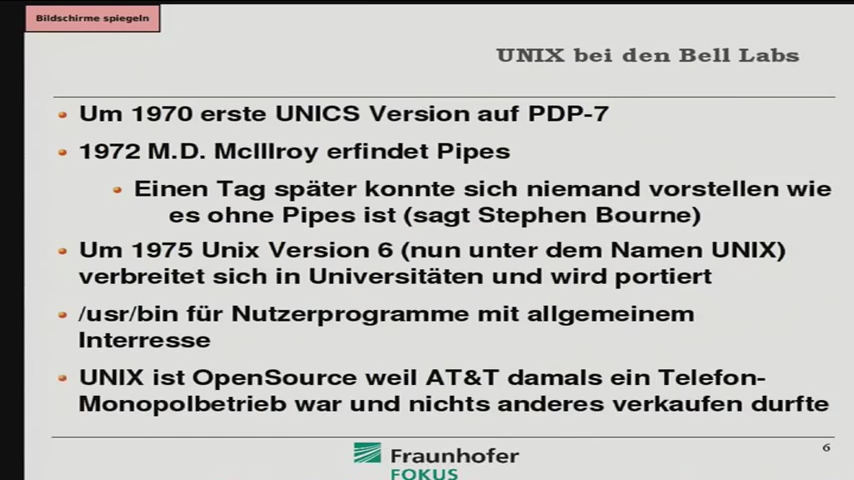 Bildschirme spiegeln
UNIX bei den Bell Labs
Um 1970 erste UNICS Version auf PDP-7
1972 M.D. McIllroy erfindet Pipes
Einen Tag später konnte sich niemand vorstellen wie
es ohne Pipes ist (sagt Stephen Bourne)
Um 1975 Unix Version 6 (nun unter dem Namen UNIX)
verbreitet sich in Universitäten und wird portiert
/usr/bin für Nutzerprogramme mit allgemeinem
Interresse
UNIX ist OpenSource weil AT&T damals ein Telefon-
Monopolbetrieb war und nichts anderes verkaufen durfte
6
Fraunhofer
FOKUS